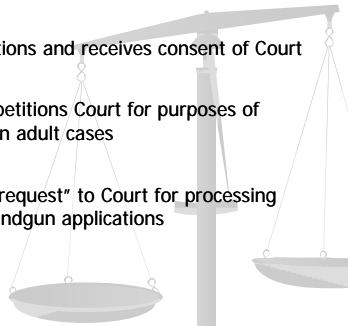 tions and receives consent of Court
petitions Court for purposes of
n adult cases
request” to Court for processing
ndgun applications